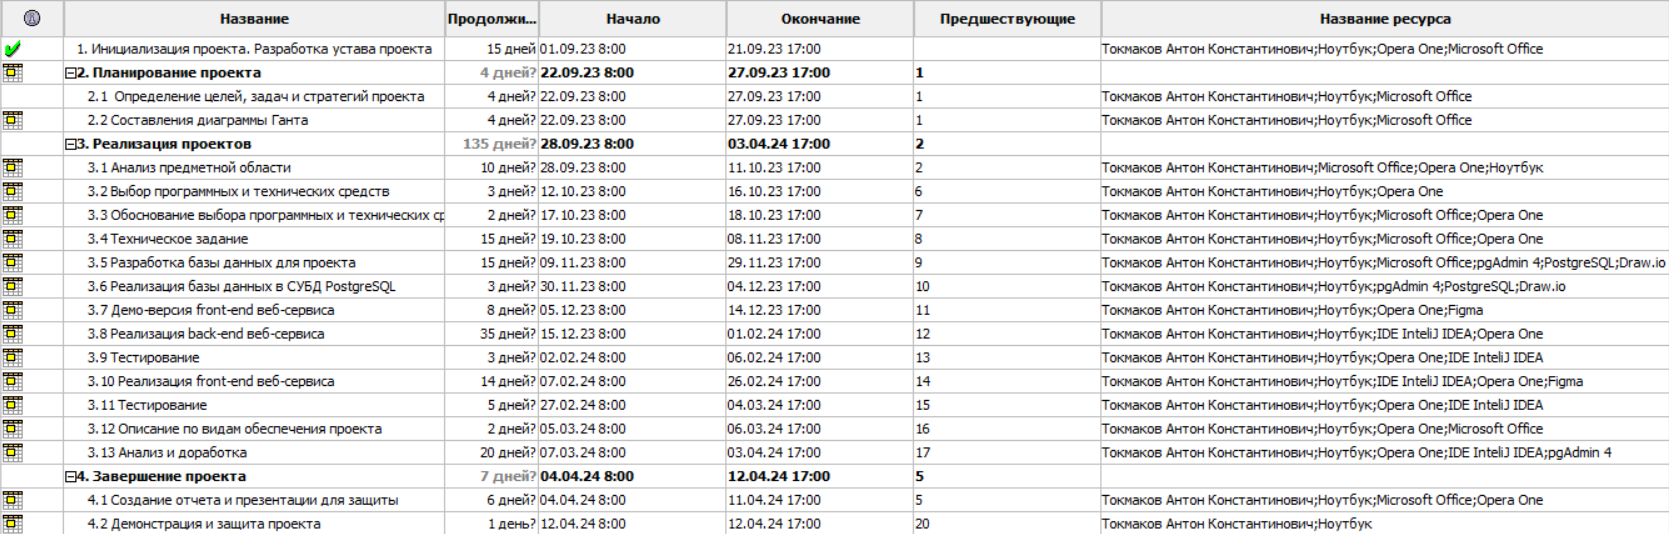 Название Продолжи... Начало Окончание Предшествующие Название ресурса
1. Инициализация проекта. Разработка устава проекта 15 дней 01.09.23 8:00 21.09.23 17:00 Токмаков Антон Константинович;Ноутбук;Opera One;Microsoft Office
2. Планирование проекта 4 дней? 22.09.23 8:00 27.09.23 17:00 1
2.1 Определение целей, задач и стратегий проекта 4 дней? 22.09.23 8:00 27.09.23 17:00 1 Токмаков Антон Константинович;Ноутбук;Microsoft Office
2.2 Составления диаграммы Ганта 4 дней? 22.09.23 8:00 27.09.23 17:00 1 Токмаков Антон Константинович;Ноутбук;Microsoft Office
3. Реализация проектов 135 дней? 28.09.23 8:00 03.04.24 17:00 2
3.1 Анализ предметной области 10 дней? 28.09.23 8:00 11.10.23 17:00 2 Токмаков Антон Константинович;Microsoft Office;Opera One;Ноутбук
3.2 Выбор программных и технических средств 3 дней? 12.10.23 8:00 16.10.23 17:00 6 Токмаков Антон Константинович;Ноутбук;Opera One
3.3 Обоснование выбора программных и технических ср 2 дней? 17.10.23 8:00 18.10.23 17:00 7 Токмаков Антон Константинович;Ноутбук;Microsoft Office;Opera One
3.4 Техническое задание 15 дней? 19.10.23 8:00 08.11.23 17:00 8 Токмаков Антон Константинович;Ноутбук;Microsoft Office;Opera One
3.5 Разработка базы данных для проекта 15 дней? 09.11.23 8:00 29.11.23 17:00 9 Токмаков Антон Константинович;Ноутбук;Microsoft Office;pgAdmin 4;PostgreSQL;Draw.io
3.6 Реализация базы данных в СУБД PostgreSQL 3 дней? 30.11.23 8:00 04.12.23 17:00 10 Токмаков Антон Константинович;Ноутбук;pgAdmin 4;PostgreSQL;Draw.io
3.7 Демо-версия front-end веб-сервиса 8 дней? 05.12.23 8:00 14.12.23 17:00 11 Токмаков Антон Константинович;Ноутбук;Opera One;Figma
3.8 Реализация back-end веб-сервиса 35 дней? 15.12.23 8:00 01.02.24 17:00 12 Токмаков Антон Константинович;Ноутбук;IDE InteliJ IDEA;Opera One
3.9 Тестирование 3 дней? 02.02.24 8:00 06.02.24 17:00 13 Токмаков Антон Константинович;Ноутбук;Opera One;IDE InteliJ IDEA
3.10 Реализация front-end веб-сервиса 14 дней? 07.02.24 8:00 26.02.24 17:00 14 Токмаков Антон Константинович;Ноутбук;IDE InteliJ IDEA;Opera One;Figma
3.11 Тестирование 5 дней? 27.02.24 8:00 04.03.24 17:00 15 Токмаков Антон Константинович;Ноутбук;Opera One;IDE InteliJ IDEA
3.12 Описание по видам обеспечения проекта 2 дней? 05.03.24 8:00 06.03.24 17:00 16 Токмаков Антон Константинович;Ноутбук;Opera One;Microsoft Office
3.13 Анализ и доработка 20 дней? 07.03.24 8:00 03.04.24 17:00 17 Токмаков Антон Константинович;Ноутбук;Opera One;IDE InteliJ IDEA;pgAdmin 4
4. Завершение проекта 7 дней? 04.04.24 8:00 12.04.24 17:00 5
4.1 Создание отчета и презентации для защиты 6 дней? 04.04.24 8:00 11.04.24 17:00 5 Токмаков Антон Константинович;Ноутбук;Microsoft Office;Opera One
4.2 Демонстрация и защита проекта 1 день? 12.04.24 8:00 12.04.24 17:00 20 Токмаков Антон Константинович;Ноутбук